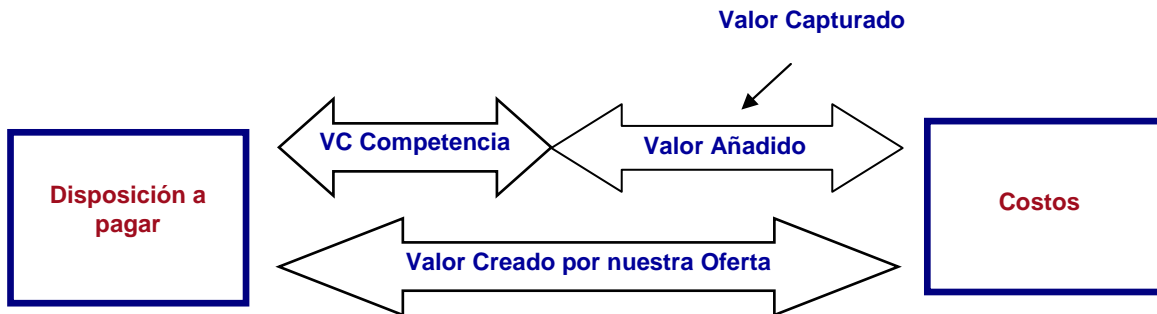 Valor Capturado
VC Competencia
Valor Añadido
Disposición a
pagar
Costos
Valor Creado por nuestra Oferta